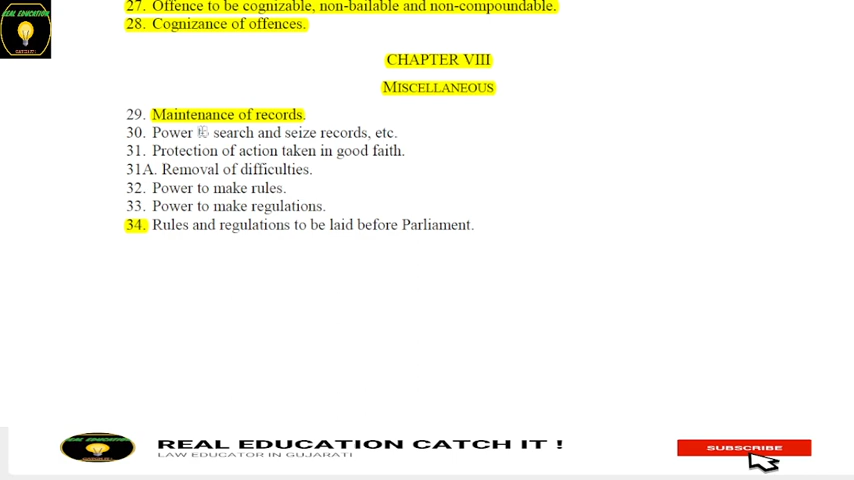 REAL EDUCATION
27. Offence to be cognizable, non-bailable and non-compoundable.
28. Cognizance of offences.
CHAPTER VIII
MISCELLANEOUS
29. Maintenance of records.
30. Power search and seize records, etc.
31. Protection of action taken in good faith.
31A. Removal of difficulties.
32. Power to make rules.
33. Power to make regulations.
34. Rules and regulations to be laid before Parliament.
REAL EDUCATION CATCH IT !
LAW EDUCATOR IN GUJARATI
SUBSCRIBE